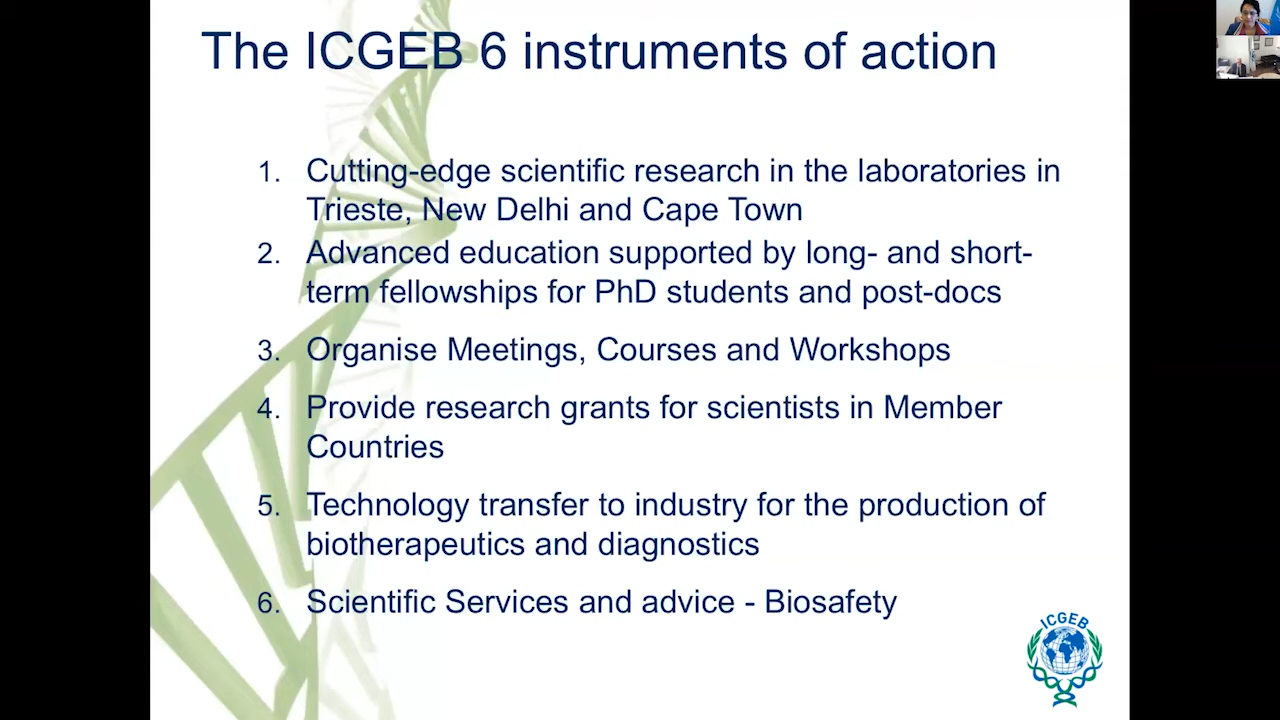 The ICGEB 6 instruments of action
1. Cutting-edge scientific research in the laboratories in
Trieste, New Delhi and Cape Town
2. Advanced education supported by long- and short-
term fellowships for PhD students and post-docs
3. Organise Meetings, Courses and Workshops
4. Provide research grants for scientists in Member
Countries
5. Technology transfer to industry for the production of
biotherapeutics and diagnostics
6. Scientific Services and advice - Biosafety
ICGEB